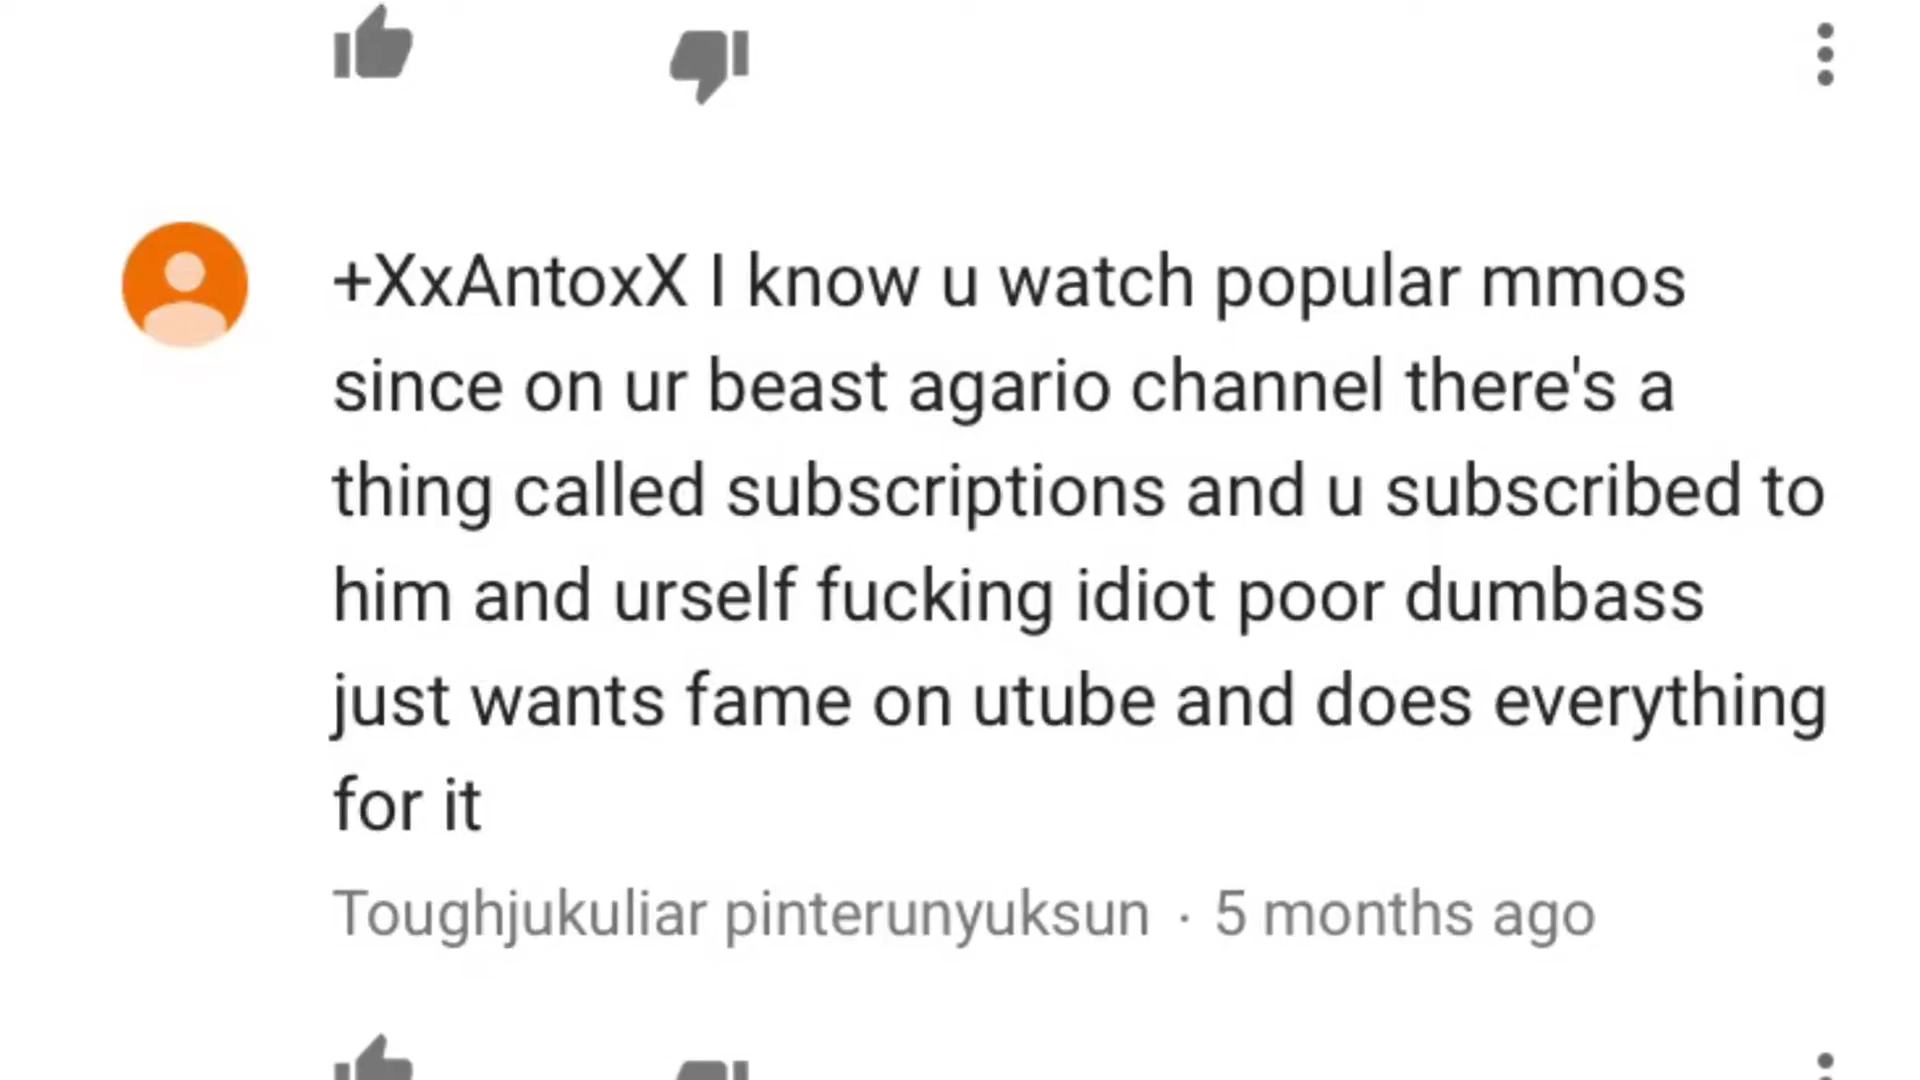 +XxAntoxX I know u watch popular mmos
since on ur beast agario channel there's a
thing called subscriptions and u subscribed to
him and urself fucking idiot poor dumbass
just wants fame on utube and does everything
for it
Toughjukuliar pinterunyuksun · 5 months ago